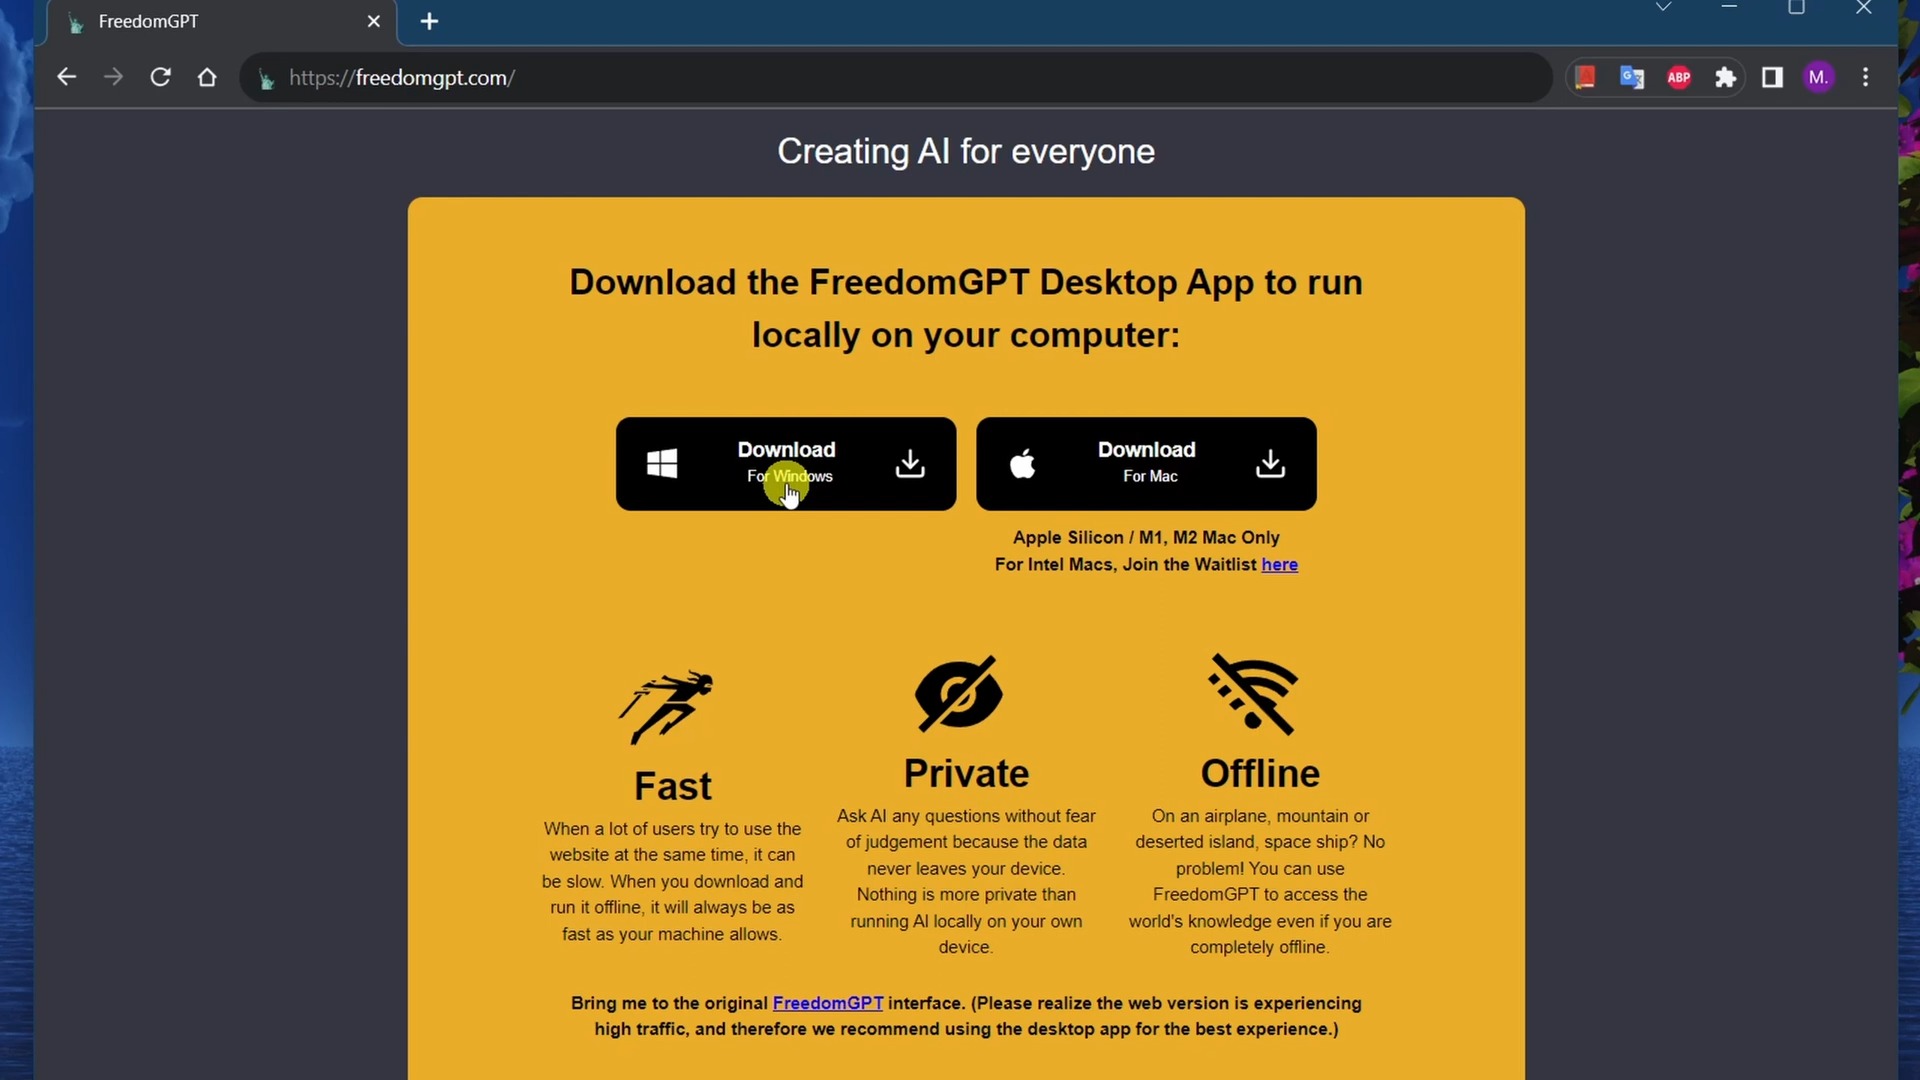 FreedomGPT
https://freedomgpt.com/
ABP
M.
Creating AI for everyone
Download the FreedomGPT Desktop App to run
locally on your computer:
Download
For Windows
Download
For Mac
Apple Silicon / M1, M2 Mac Only
For Intel Macs, Join the Waitlist here
Fast
When a lot of users try to use the
website at the same time, it can
be slow. When you download and
run it offline, it will always be as
fast as your machine allows.
Private
Ask AI any questions without fear
of judgement because the data
never leaves your device.
Nothing is more private than
running AI locally on your own
device.
Offline
On an airplane, mountain or
deserted island, space ship? No
problem! You can use
FreedomGPT to access the
world's knowledge even if you are
completely offline.
Bring me to the original FreedomGPT interface. (Please realize the web version is experiencing
high traffic, and therefore we recommend using the desktop app for the best experience.)